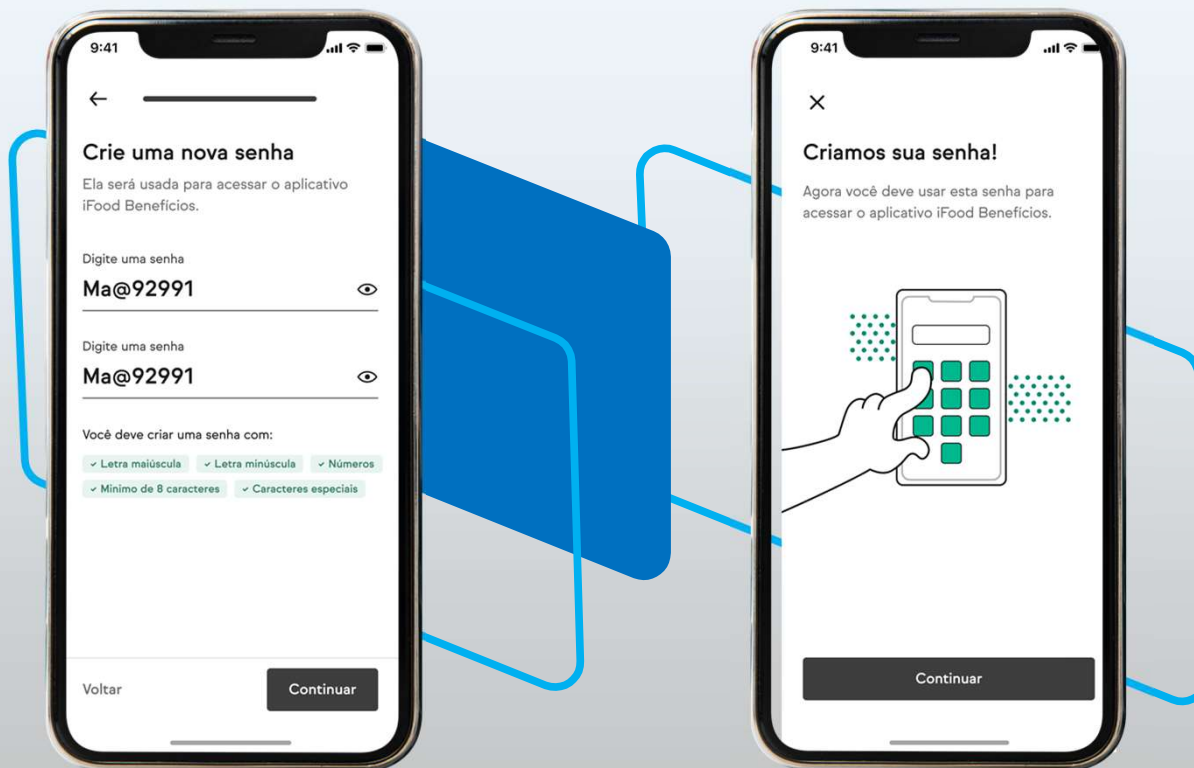 9:41
Crie uma nova senha
Ela será usada para acessar o aplicativo
iFood Benefícios.
Digite uma senha
Ma@92991
Digite uma senha
Ma@92991
Você deve criar uma senha com:
Letra maiúscula
Letra minúscula
Números
Minimo de 8 caracteres
Caracteres especiais
Voltar
Continuar
9:41
Criamos sua senha!
Agora você deve usar esta senha para
acessar o aplicativo iFood Benefícios.
Continuar